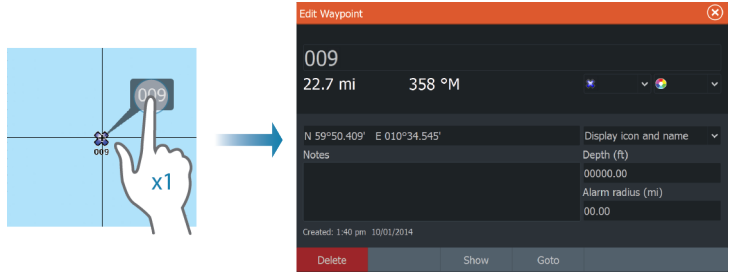 009
009
x1
Edit Waypoint
009
22.7 mi 358 °M
N 59°50.409' E 010°34.545' Display icon and name
Notes Depth (ft)
00000.00
Alarm radius (mi)
00.00
Created: 1:40 pm 10/01/2014
Delete Show Goto